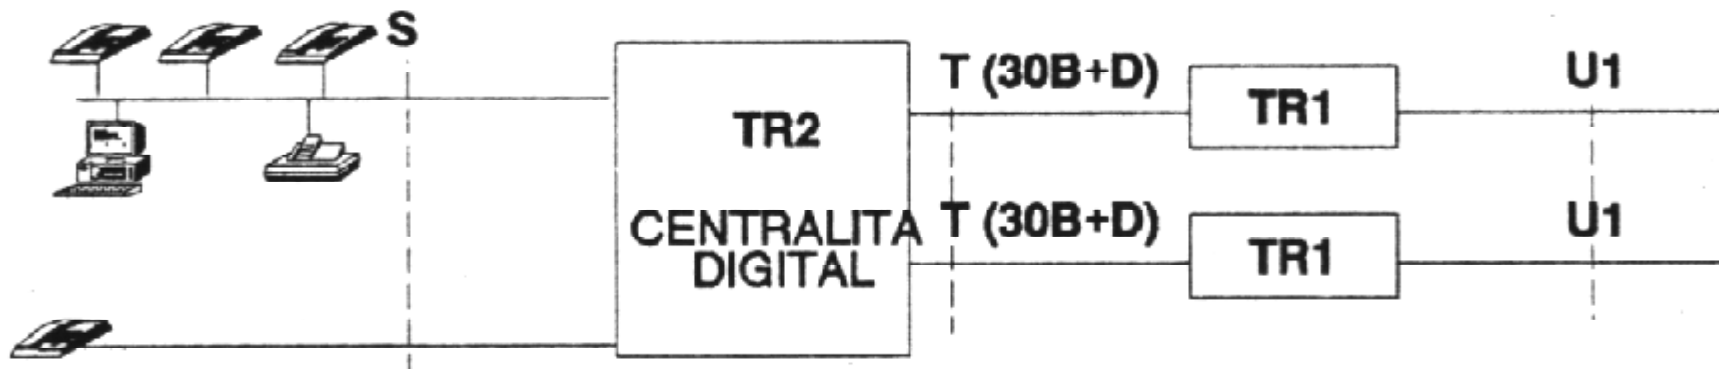 S
T (30B+D)
U1
TR1
TR2
T (30B+D)
U1
CENTRALITA
DIGITAL
TR1